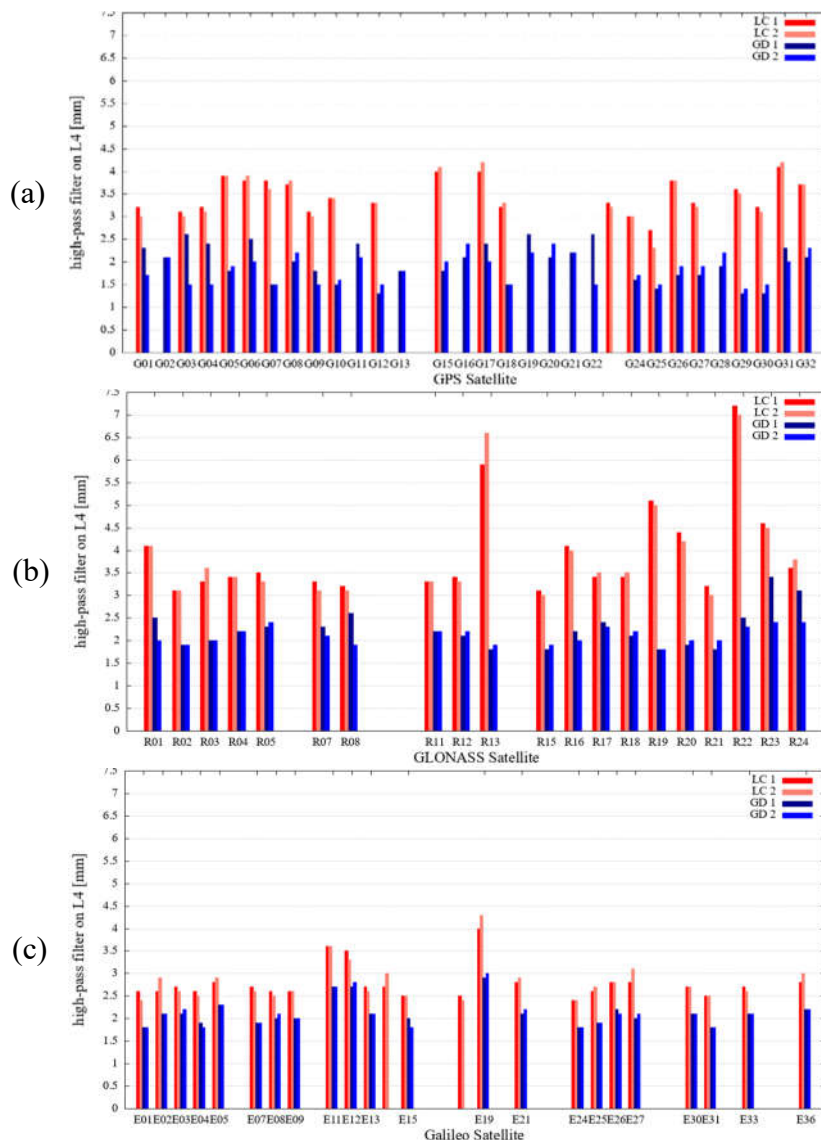 (a)
high-pass filter on L4 [mm]
7.5
7
6.5
6
5.5
5
4.5
4
3.5
3
2.5
2
1.5
1
0.5
0
LC 1
LC 2
GD 1
GD 2
G01 G02 G03 G04 G05 G06 G07 G08 G09 G10 G11 G12 G13 G15 G16 G17 G18 G19 G20 G21 G22 G24 G25 G26 G27 G28 G29 G30 G31 G32
GPS Satellite
(b)
high-pass filter on L4 [mm]
7.5
7
6.5
6
5.5
5
4.5
4
3.5
3
2.5
2
1.5
1
0.5
0
LC 1
LC 2
GD 1
GD 2
R01 R02 R03 R04 R05 R07 R08 R11 R12 R13 R15 R16 R17 R18 R19 R20 R21 R22 R23 R24
GLONASS Satellite
(c)
high-pass filter on L4 [mm]
7.5
7
6.5
6
5.5
5
4.5
4
3.5
3
2.5
2
1.5
1
0.5
0
LC 1
LC 2
GD 1
GD 2
E01 E02 E03 E04 E05 E07 E08 E09 E11 E12 E13 E15 E19 E21 E24 E25 E26 E27 E30 E31 E33 E36
Galileo Satellite